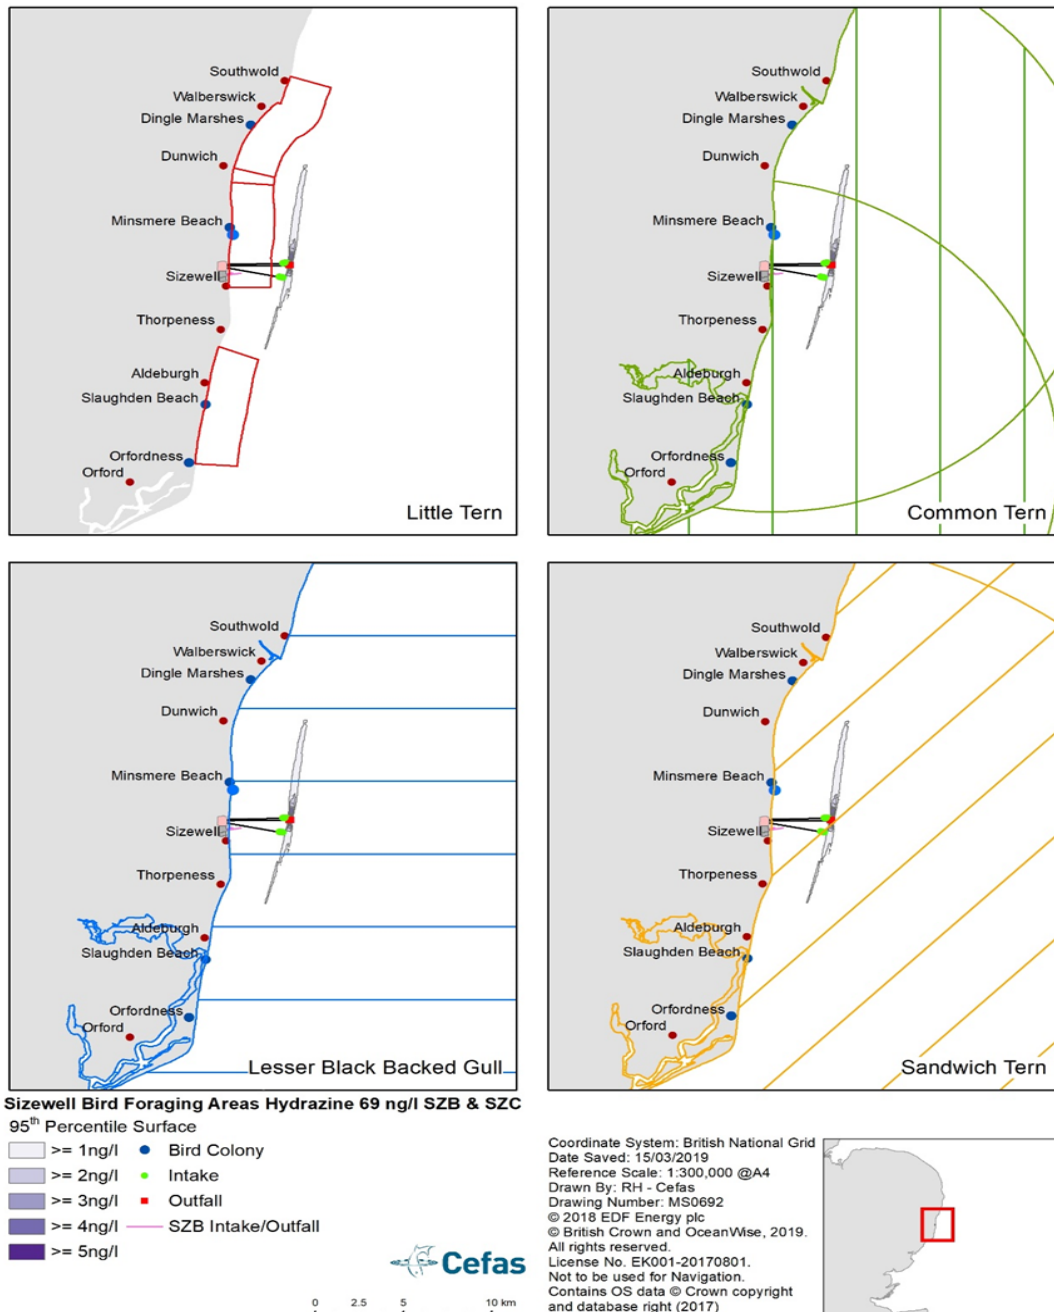 Southwold
Walberswick
Dingle Marshes
Dunwich
Minsmere Beach
Sizewell
Thorpeness
Aldeburgh
Slaughden Beach
Orfordness
Orford
Little Tern
Southwold
Walberswick
Dingle Marshes
Dunwich
Minsmere Beach
Sizewell
Thorpeness
Aldeburgh
Slaughden Beach
Orfordness
Orford
Common Tern
Southwold
Walberswick
Dingle Marshes
Dunwich
Minsmere Beach
Sizewell
Thorpeness
Aldeburgh
Slaughden Beach
Orfordness
Orford
Lesser Black Backed Gull
Southwold
Walberswick
Dingle Marshes
Dunwich
Minsmere Beach
Sizewell
Thorpeness
Aldeburgh
Slaughden Beach
Orfordness
Orford
Sandwich Tern
Sizewell Bird Foraging Areas Hydrazine 69 ng/l SZB & SZC
95th Percentile Surface
>= 1ng/l
>= 2ng/l
>= 3ng/l
>= 4ng/l
>= 5ng/l
Bird Colony
Intake
Outfall
SZB Intake/Outfall
Cefas
0 2.5 5 10 km
Coordinate System: British National Grid
Date Saved: 15/03/2019
Reference Scale: 1:300,000 @A4
Drawn By: RH - Cefas
Drawing Number: MS0692
© 2018 EDF Energy plc
© British Crown and OceanWise, 2019.
All rights reserved.
License No. EK001-20170801.
Not to be used for Navigation.
Contains OS data © Crown copyright
and database right (2017)